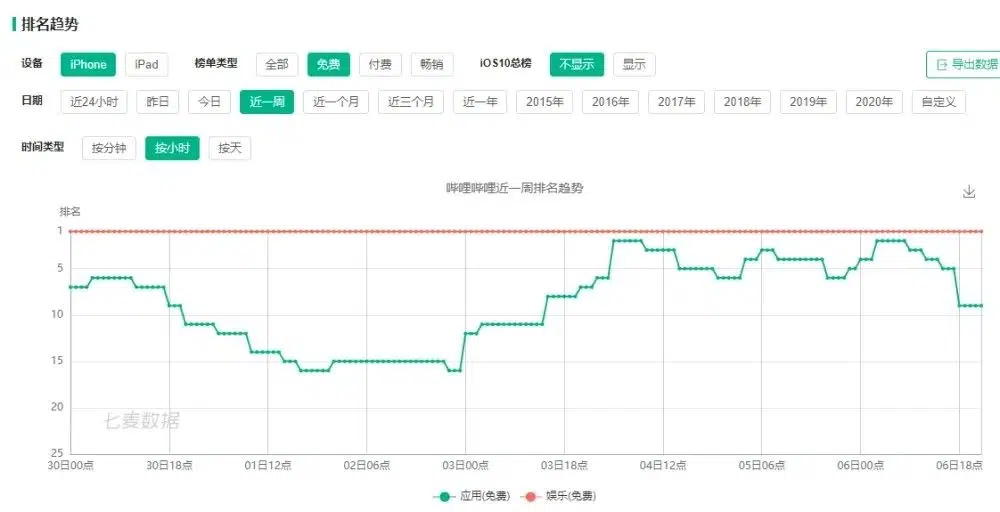 排名趋势
设备 iPhone iPad 榜单类型 全部 免费 付费 畅销 iOS10总榜 不显示 显示 导出数据
日期 近24小时 昨日 今日 近一周 近一个月 近三个月 近一年 2015年 2016年 2017年 2018年 2019年 2020年 自定义
时间类型 按分钟 按小时 按天
哔哩哔哩近一周排名趋势
排名
1
5
10
15
20
七麦数据
25
30日00点 30日18点 01日12点 02日06点 03日00点 03日18点 04日12点 05日06点 06日00点 06日18点
应用(免费) 娱乐(免费)